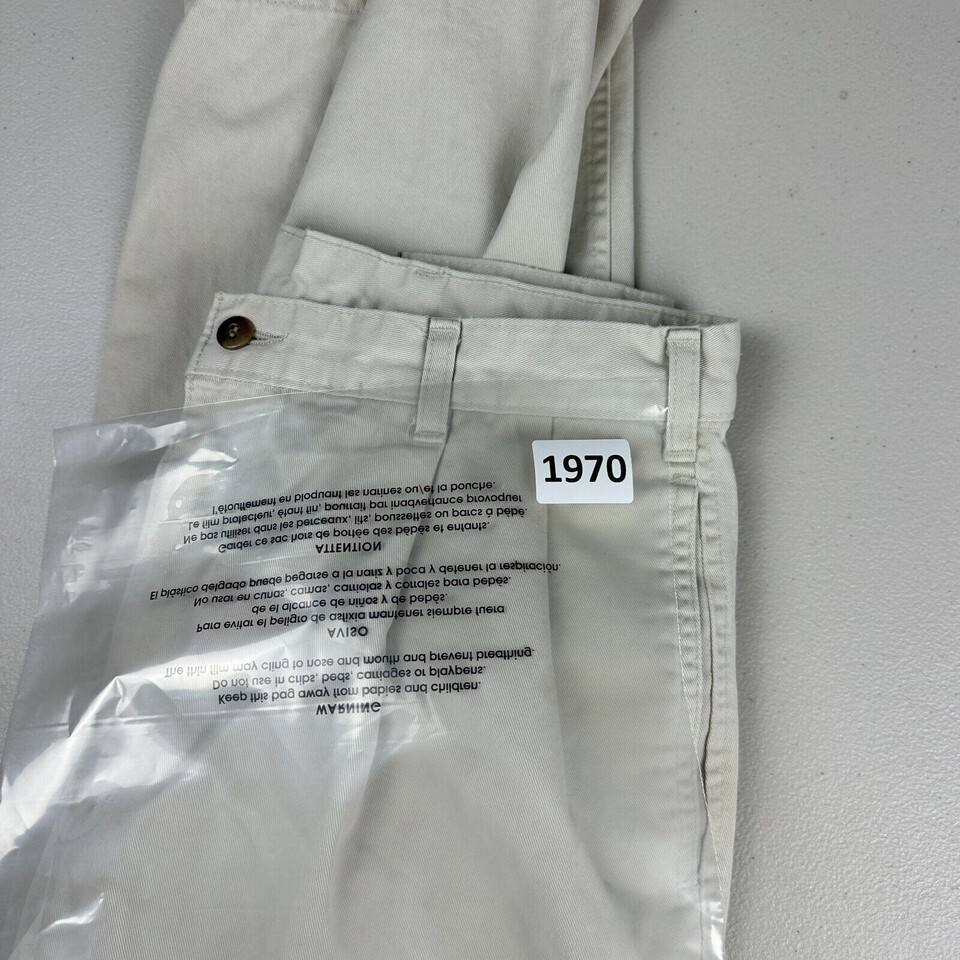 1970
WARNING
Keep this bag away from babies and children.
Do not use in cribs, beds, carriages or playpens.
The thin film may cling to nose and mouth and prevent breathing.
AVISO
Para evitar el peligro de asfixia mantener siempre fuera
de el alcance de niños y de bebés.
No usar en cunas, camas, carriolas y corrales para bebés.
El plástico delgado puede pegarse a la nariz y boca y detener la respiración.
ATTENTION
Garder ce sac hors de portée des bébés et enfants.
Ne pas utiliser dans les berceaux, lits, poussettes ou parcs à bébé.
Le film protecteur, étant fin, pourrait par inadvertance provoquer
l'étouffement en bloquant les narines ou/et la bouche.